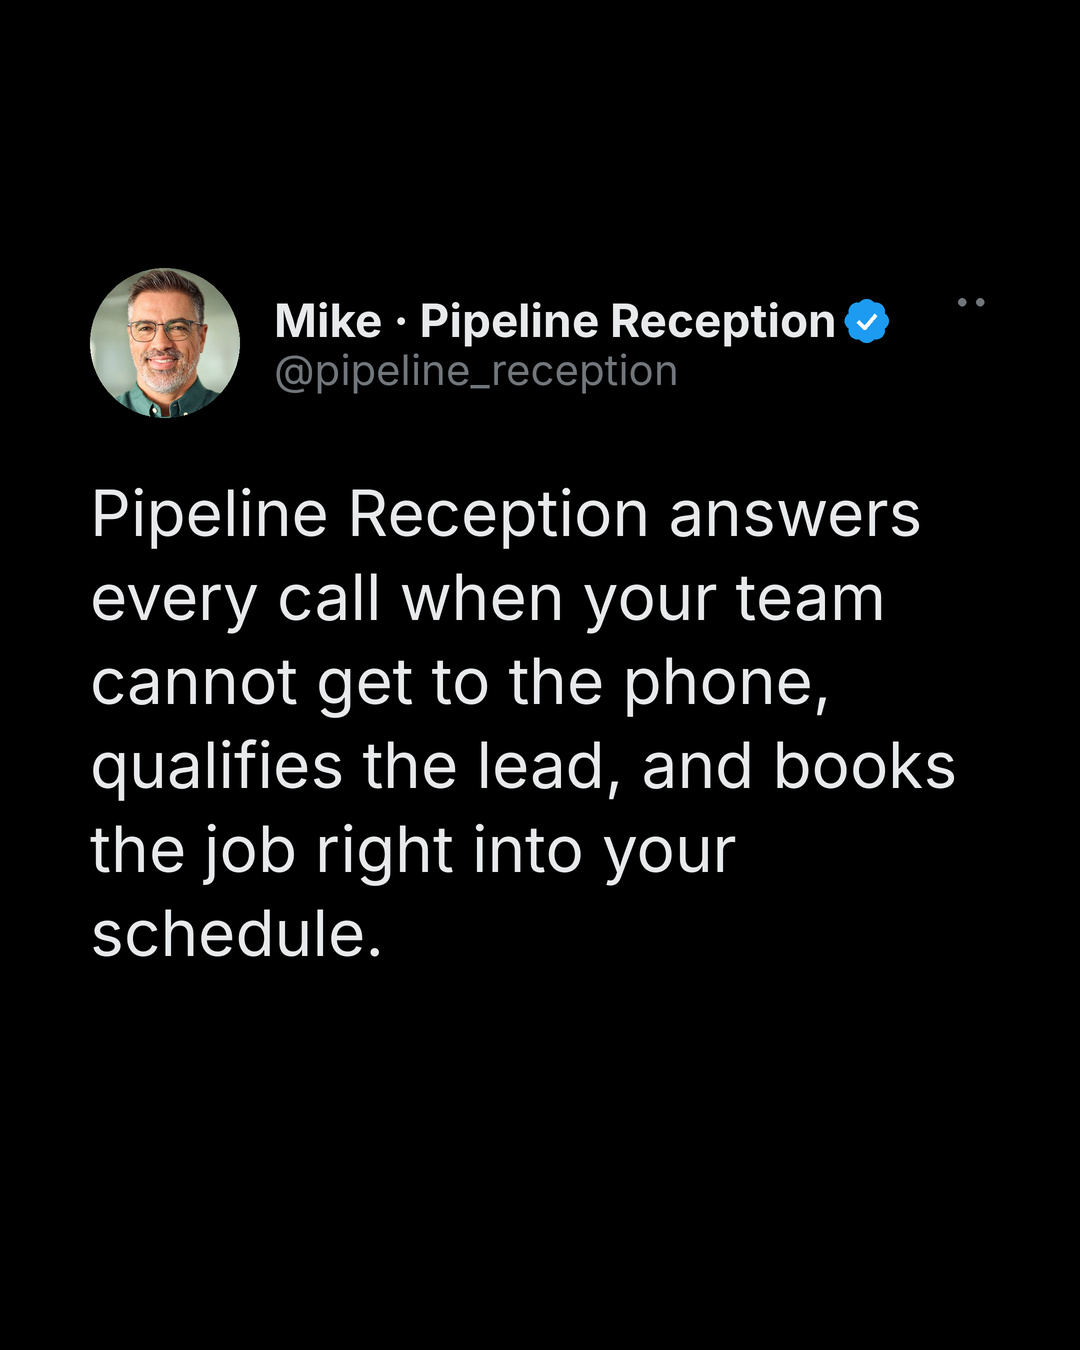 Mike · Pipeline Reception
@pipeline_reception
Pipeline Reception answers
every call when your team
cannot get to the phone,
qualifies the lead, and books
the job right into your
schedule.